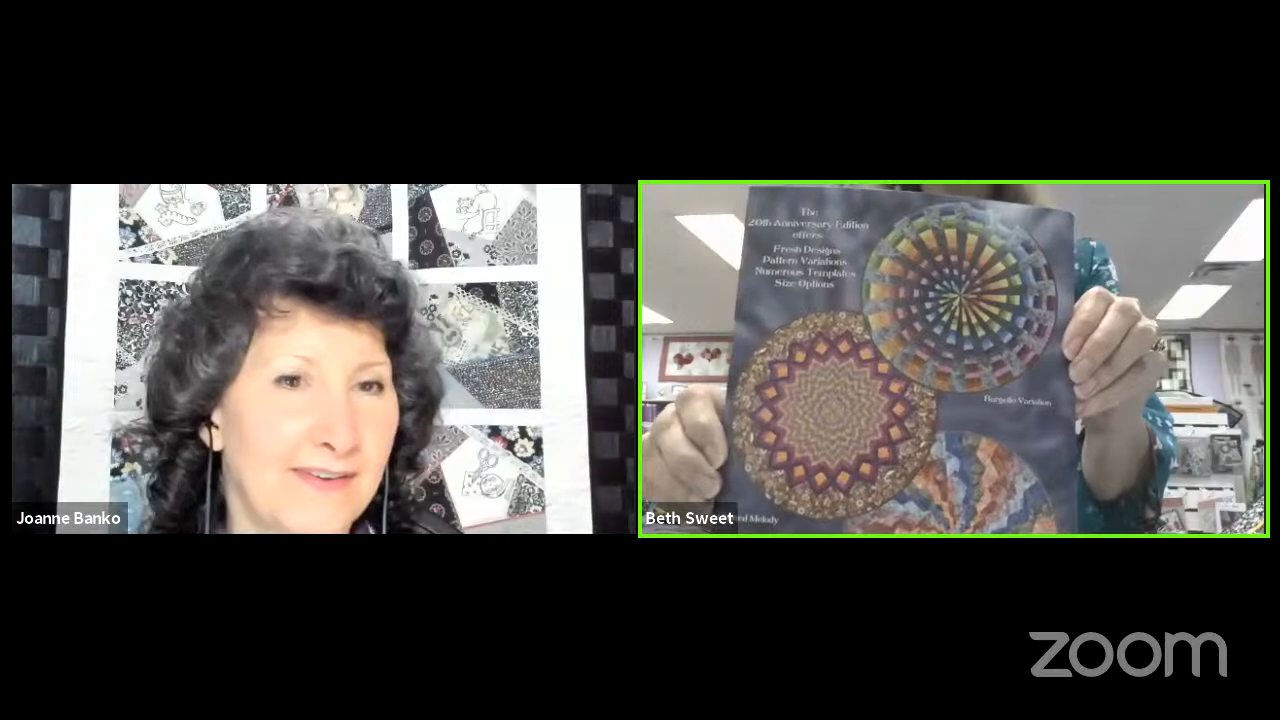 The
20th Anniversary Edition
offers:
Fresh Designs
Pattern Variations
Numerous Templates
Size Options
Bargello Variation
Melody
Joanne Banko
Beth Sweet
zoom